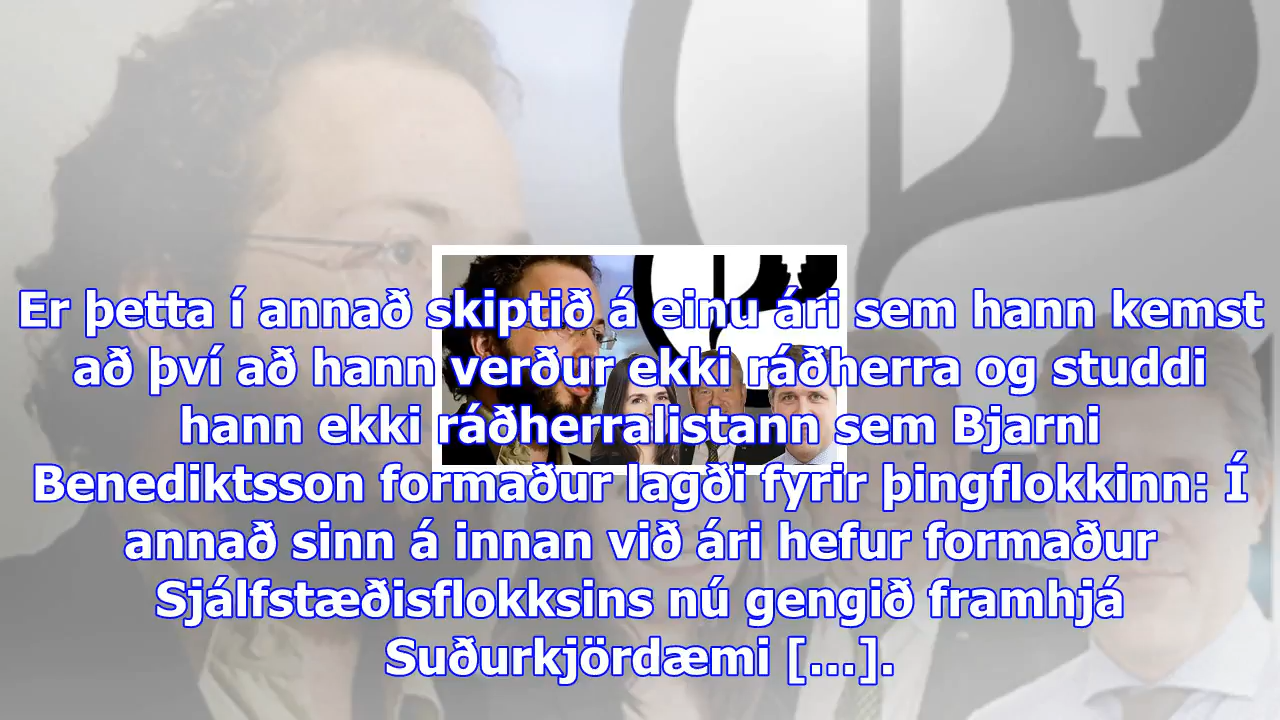 Er þetta í annað skiptið á einu ári sem hann kemst
að því að hann verður ekki ráðherra og studdi
hann ekki ráðherralistann sem Bjarni
Benediktsson formaður lagði fyrir þingflokkinn: Í
annað sinn á innan við ári hefur formaður
Sjálfstæðisflokksins nú gengið framhjá
Suðurkjördæmi [...].